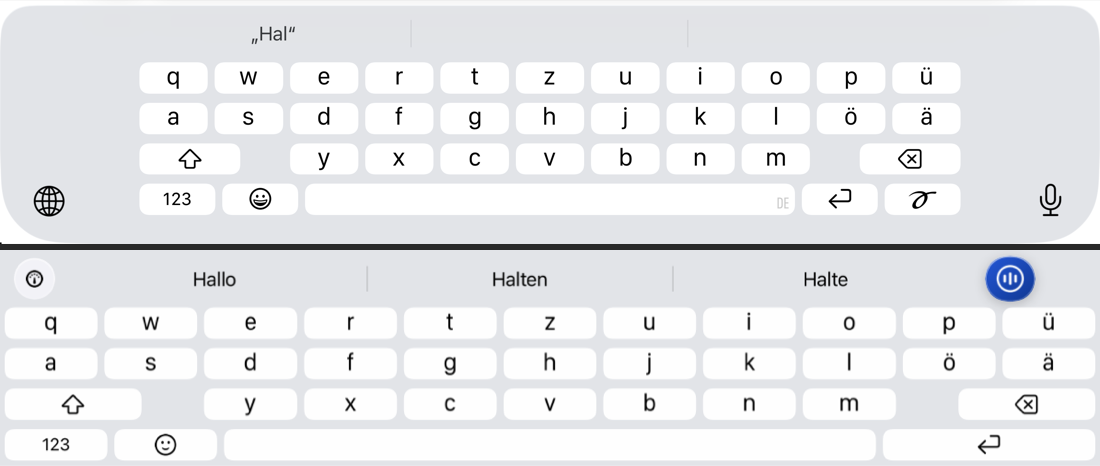 „Hal“
q w e r t z u i o p ü
a s d f g h j k l ö ä
y x c v b n m
123 DE
Hallo Halten Halte
q w e r t z u i o p ü
a s d f g h j k l ö ä
y x c v b n m
123